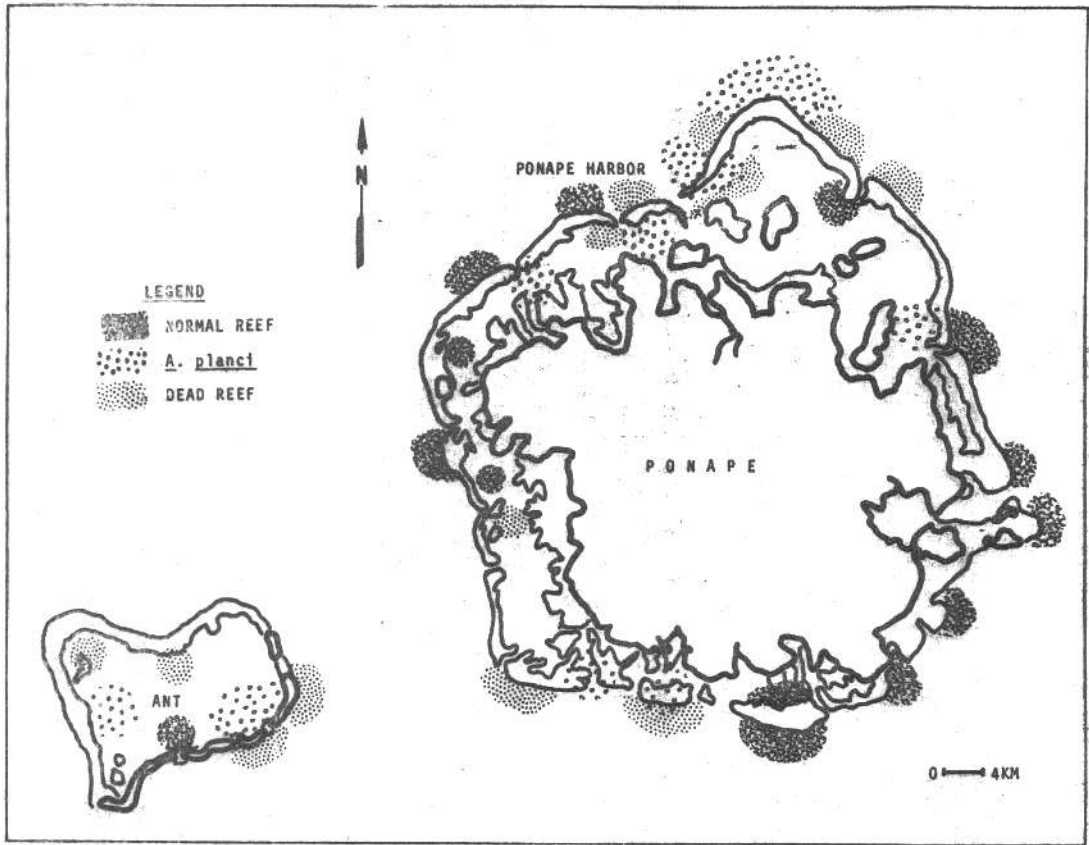 PONAPE HARBOR
N
LEGEND
NORMAL REEF
A. planci
DEAD REEF
PONAPE
ANT
0 4KM